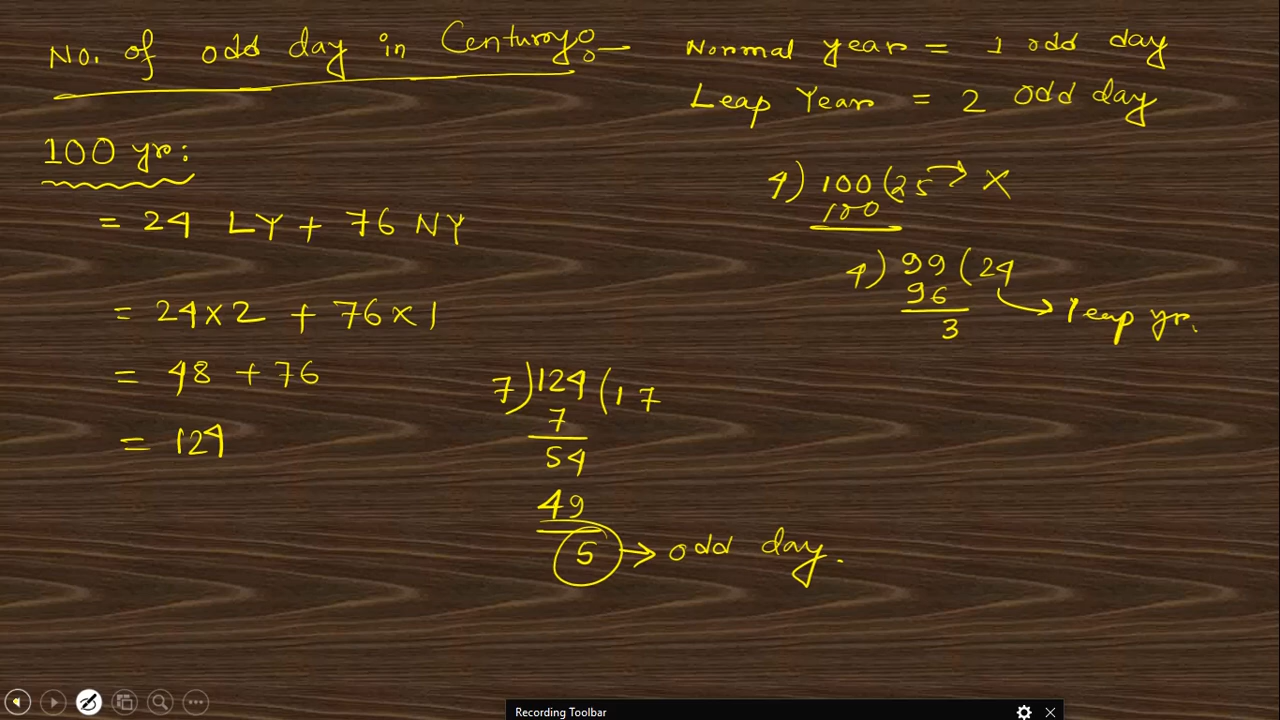 No. of odd day in Century:-
Normal year = 1 odd day
Leap Year = 2 Odd day
100 yr:
= 24 LY + 76 NY
= 24×2 + 76×1
= 48 + 76
= 124
4) 100 (25 → ×
100
4) 99 (24
96
3
→ leap yr.
7) 124 (17
7
54
49
5 → odd day.
Recording Toolbar